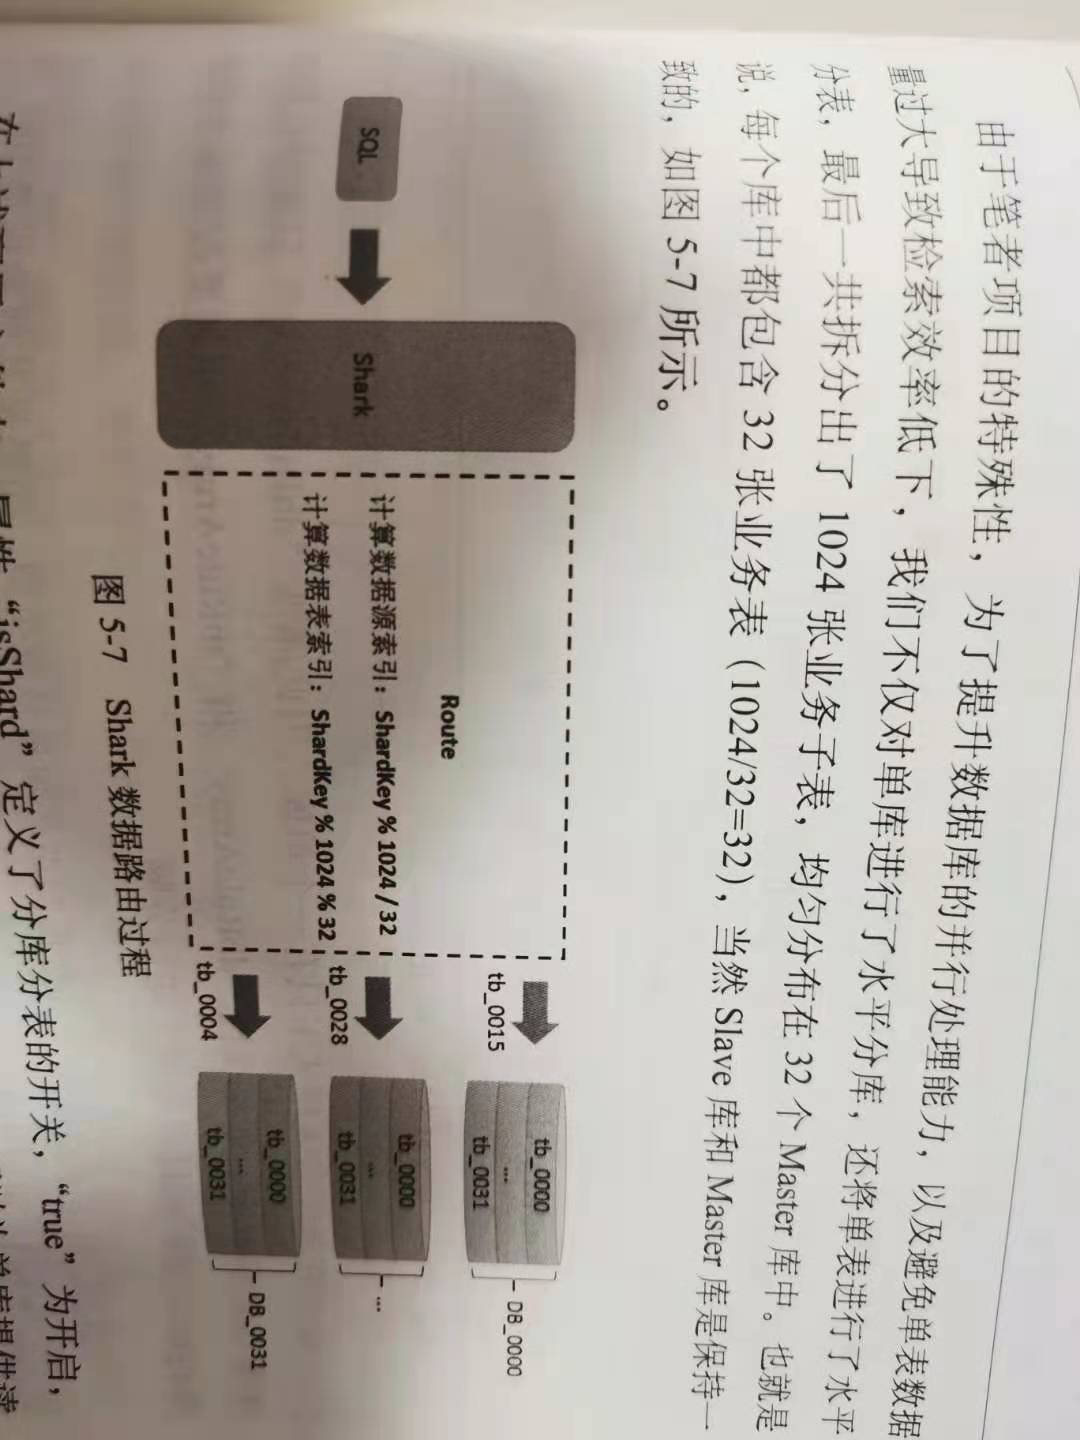 由于笔者项目的特殊性，为了提升数据库的并行处理能力，以及避免单表数据
量过大导致检索效率低下，我们不仅对单库进行了水平分库，还将单表进行了水平
分表，最后一共拆分出了 1024 张业务子表，均匀分布在 32 个 Master 库中。也就是
说，每个库中都包含 32 张业务表（1024/32=32），当然 Slave 库和 Master 库是保持一
致的，如图 5-7 所示。
SQL
Shark
Route
计算数据源索引：ShardKey % 1024 / 32
计算数据表索引：ShardKey % 1024 % 32
tb_0015
tb_0028
tb_0004
tb_0000
...
tb_0031
DB_0000
tb_0000
...
tb_0031
...
tb_0000
...
tb_0031
DB_0031
图 5-7 Shark 数据路由过程
属性“isShard”定义了分库分表的开关，“true”为开启，